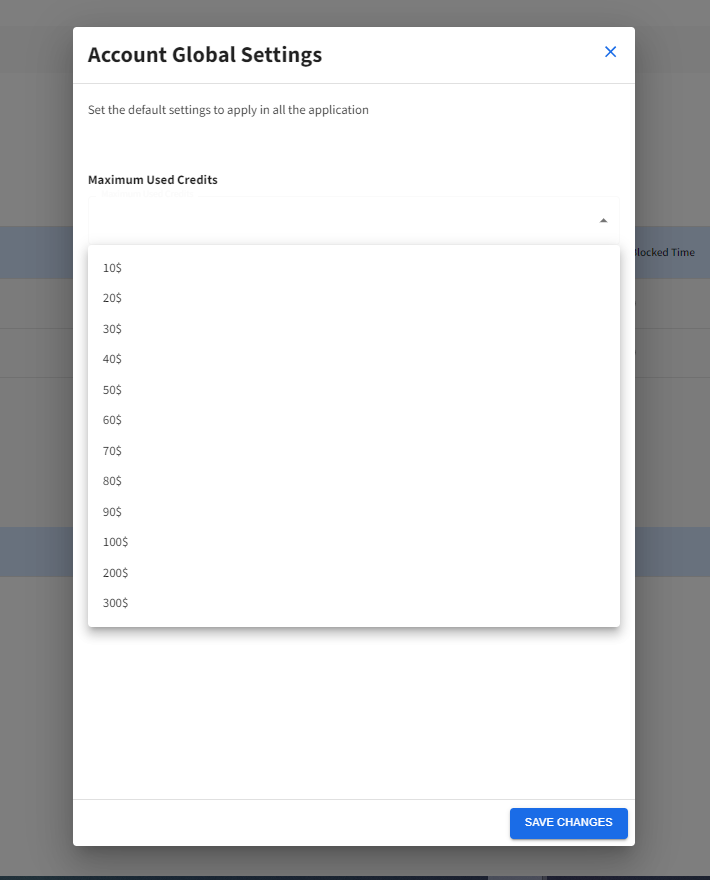 Account Global Settings
Set the default settings to apply in all the application
Maximum Used Credits
Blocked Time
10$
20$
30$
40$
50$
60$
70$
80$
90$
100$
200$
300$
SAVE CHANGES